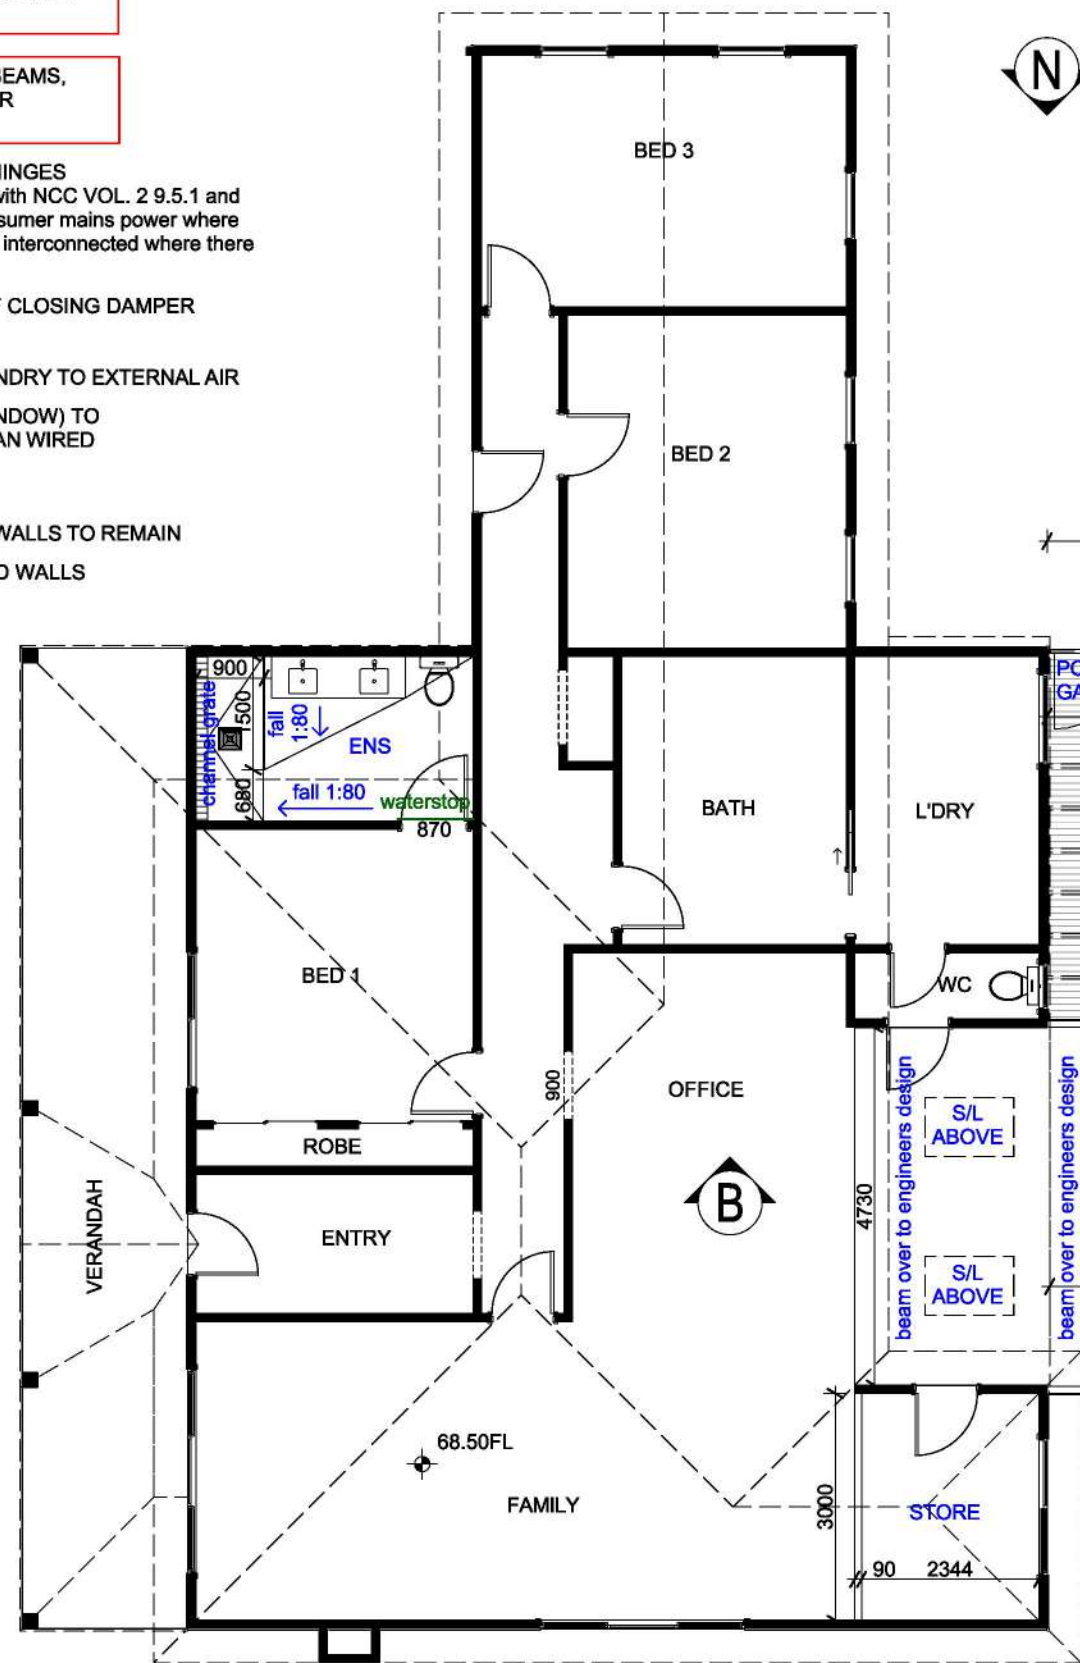 BEAMS,
R
HINGES
with NCC VOL. 2 9.5.1 and
sumer mains power where
interconnected where there
CLOSING DAMPER
NDRY TO EXTERNAL AIR
NDOW) TO
AN WIRED
WALLS TO REMAIN
D WALLS
N
BED 3
BED 2
PO
GA
900
channel grate
1500
680
fall
1:80
ENS
fall 1:80
waterstop
870
BATH
L'DRY
BED 1
WC
900
OFFICE
ROBE
B
4730
beam over to engineers design
S/L
ABOVE
S/L
ABOVE
beam over to engineers design
VERANDAH
ENTRY
68.50FL
FAMILY
3000
STORE
90
2344